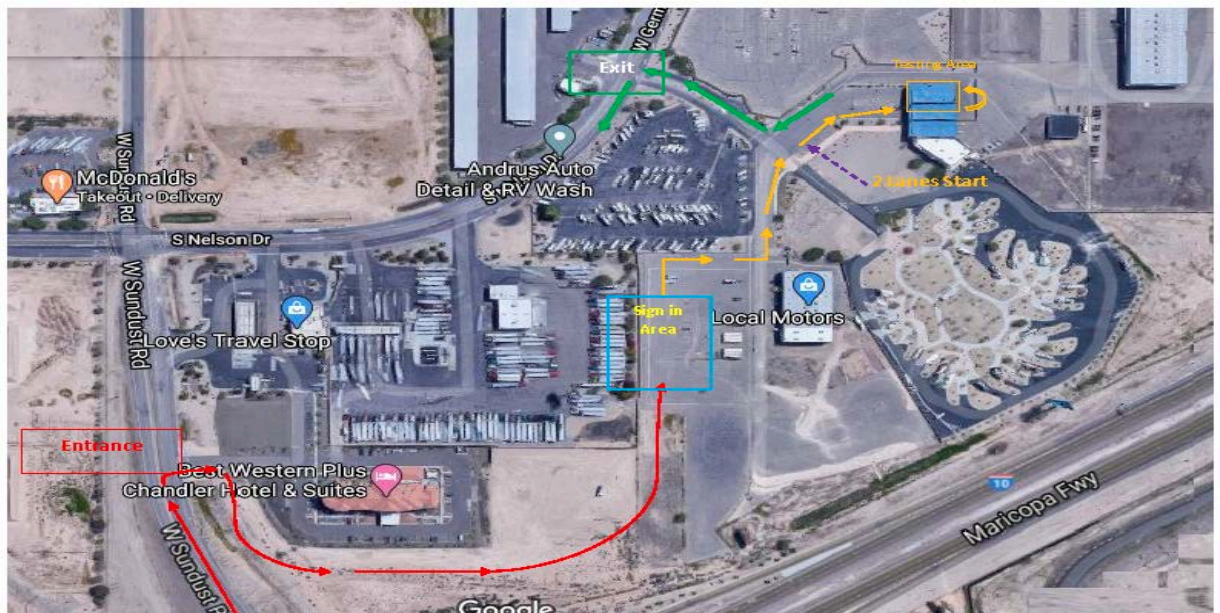 W Germ
Exit
Testing Area
McDonald's
Takeout • Delivery
W Sundust Rd
Andrus Auto
Detail & RV Wash
2 Lanes Start
S Nelson Dr
W Sundust Rd
Sign in
Area
Local Motors
Love's Travel Stop
Entrance
Best Western Plus
Chandler Hotel & Suites
10
Maricopa Fwy
W Sundust R
Google